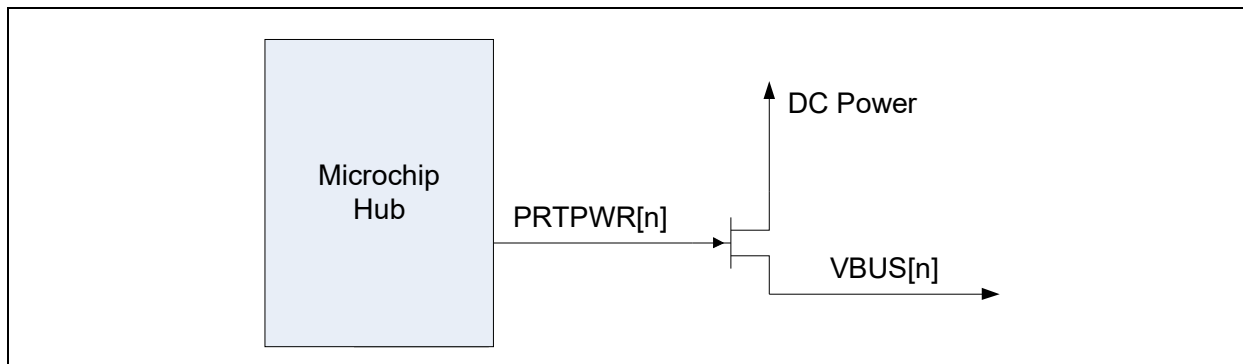 Microchip
Hub
DC Power
PRTPWR[n]
VBUS[n]